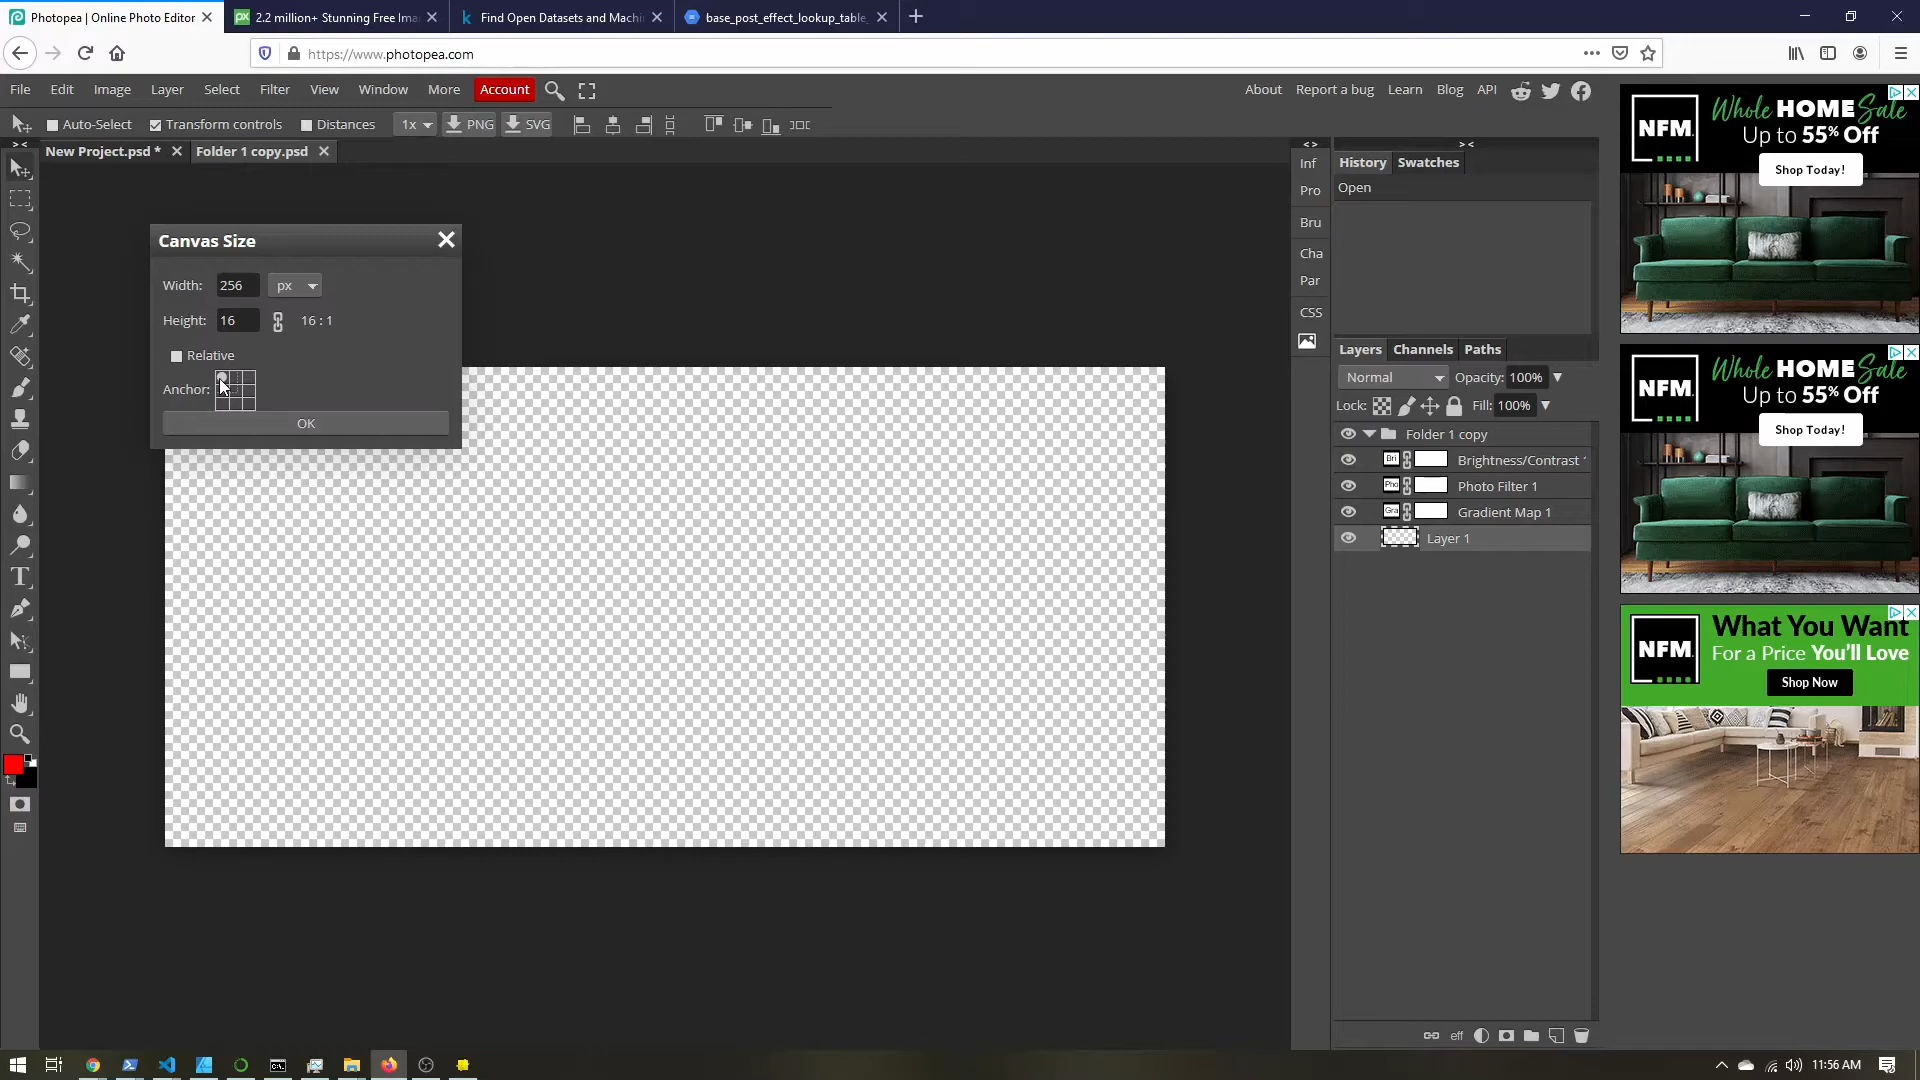 Photopea | Online Photo Editor
2.2 million+ Stunning Free Ima
Find Open Datasets and Machi
base_post_effect_lookup_table_
https://www.photopea.com
File Edit Image Layer Select Filter View Window More Account
About Report a bug Learn Blog API
Auto-Select Transform controls Distances 1x PNG SVG
New Project.psd * Folder 1 copy.psd
Canvas Size
Width: 256 px
Height: 16 16 : 1
Relative
Anchor:
OK
Inf
Pro
Bru
Cha
Par
CSS
History Swatches
Open
Layers Channels Paths
Normal Opacity: 100%
Lock: Fill: 100%
Folder 1 copy
Bri Brightness/Contrast
Pho Photo Filter 1
Gra Gradient Map 1
Layer 1
eff
NFM
Whole HOME Sale
Up to 55% Off
Shop Today!
NFM
Whole HOME Sale
Up to 55% Off
Shop Today!
NFM
What You Want
For a Price You'll Love
Shop Now
11:56 AM